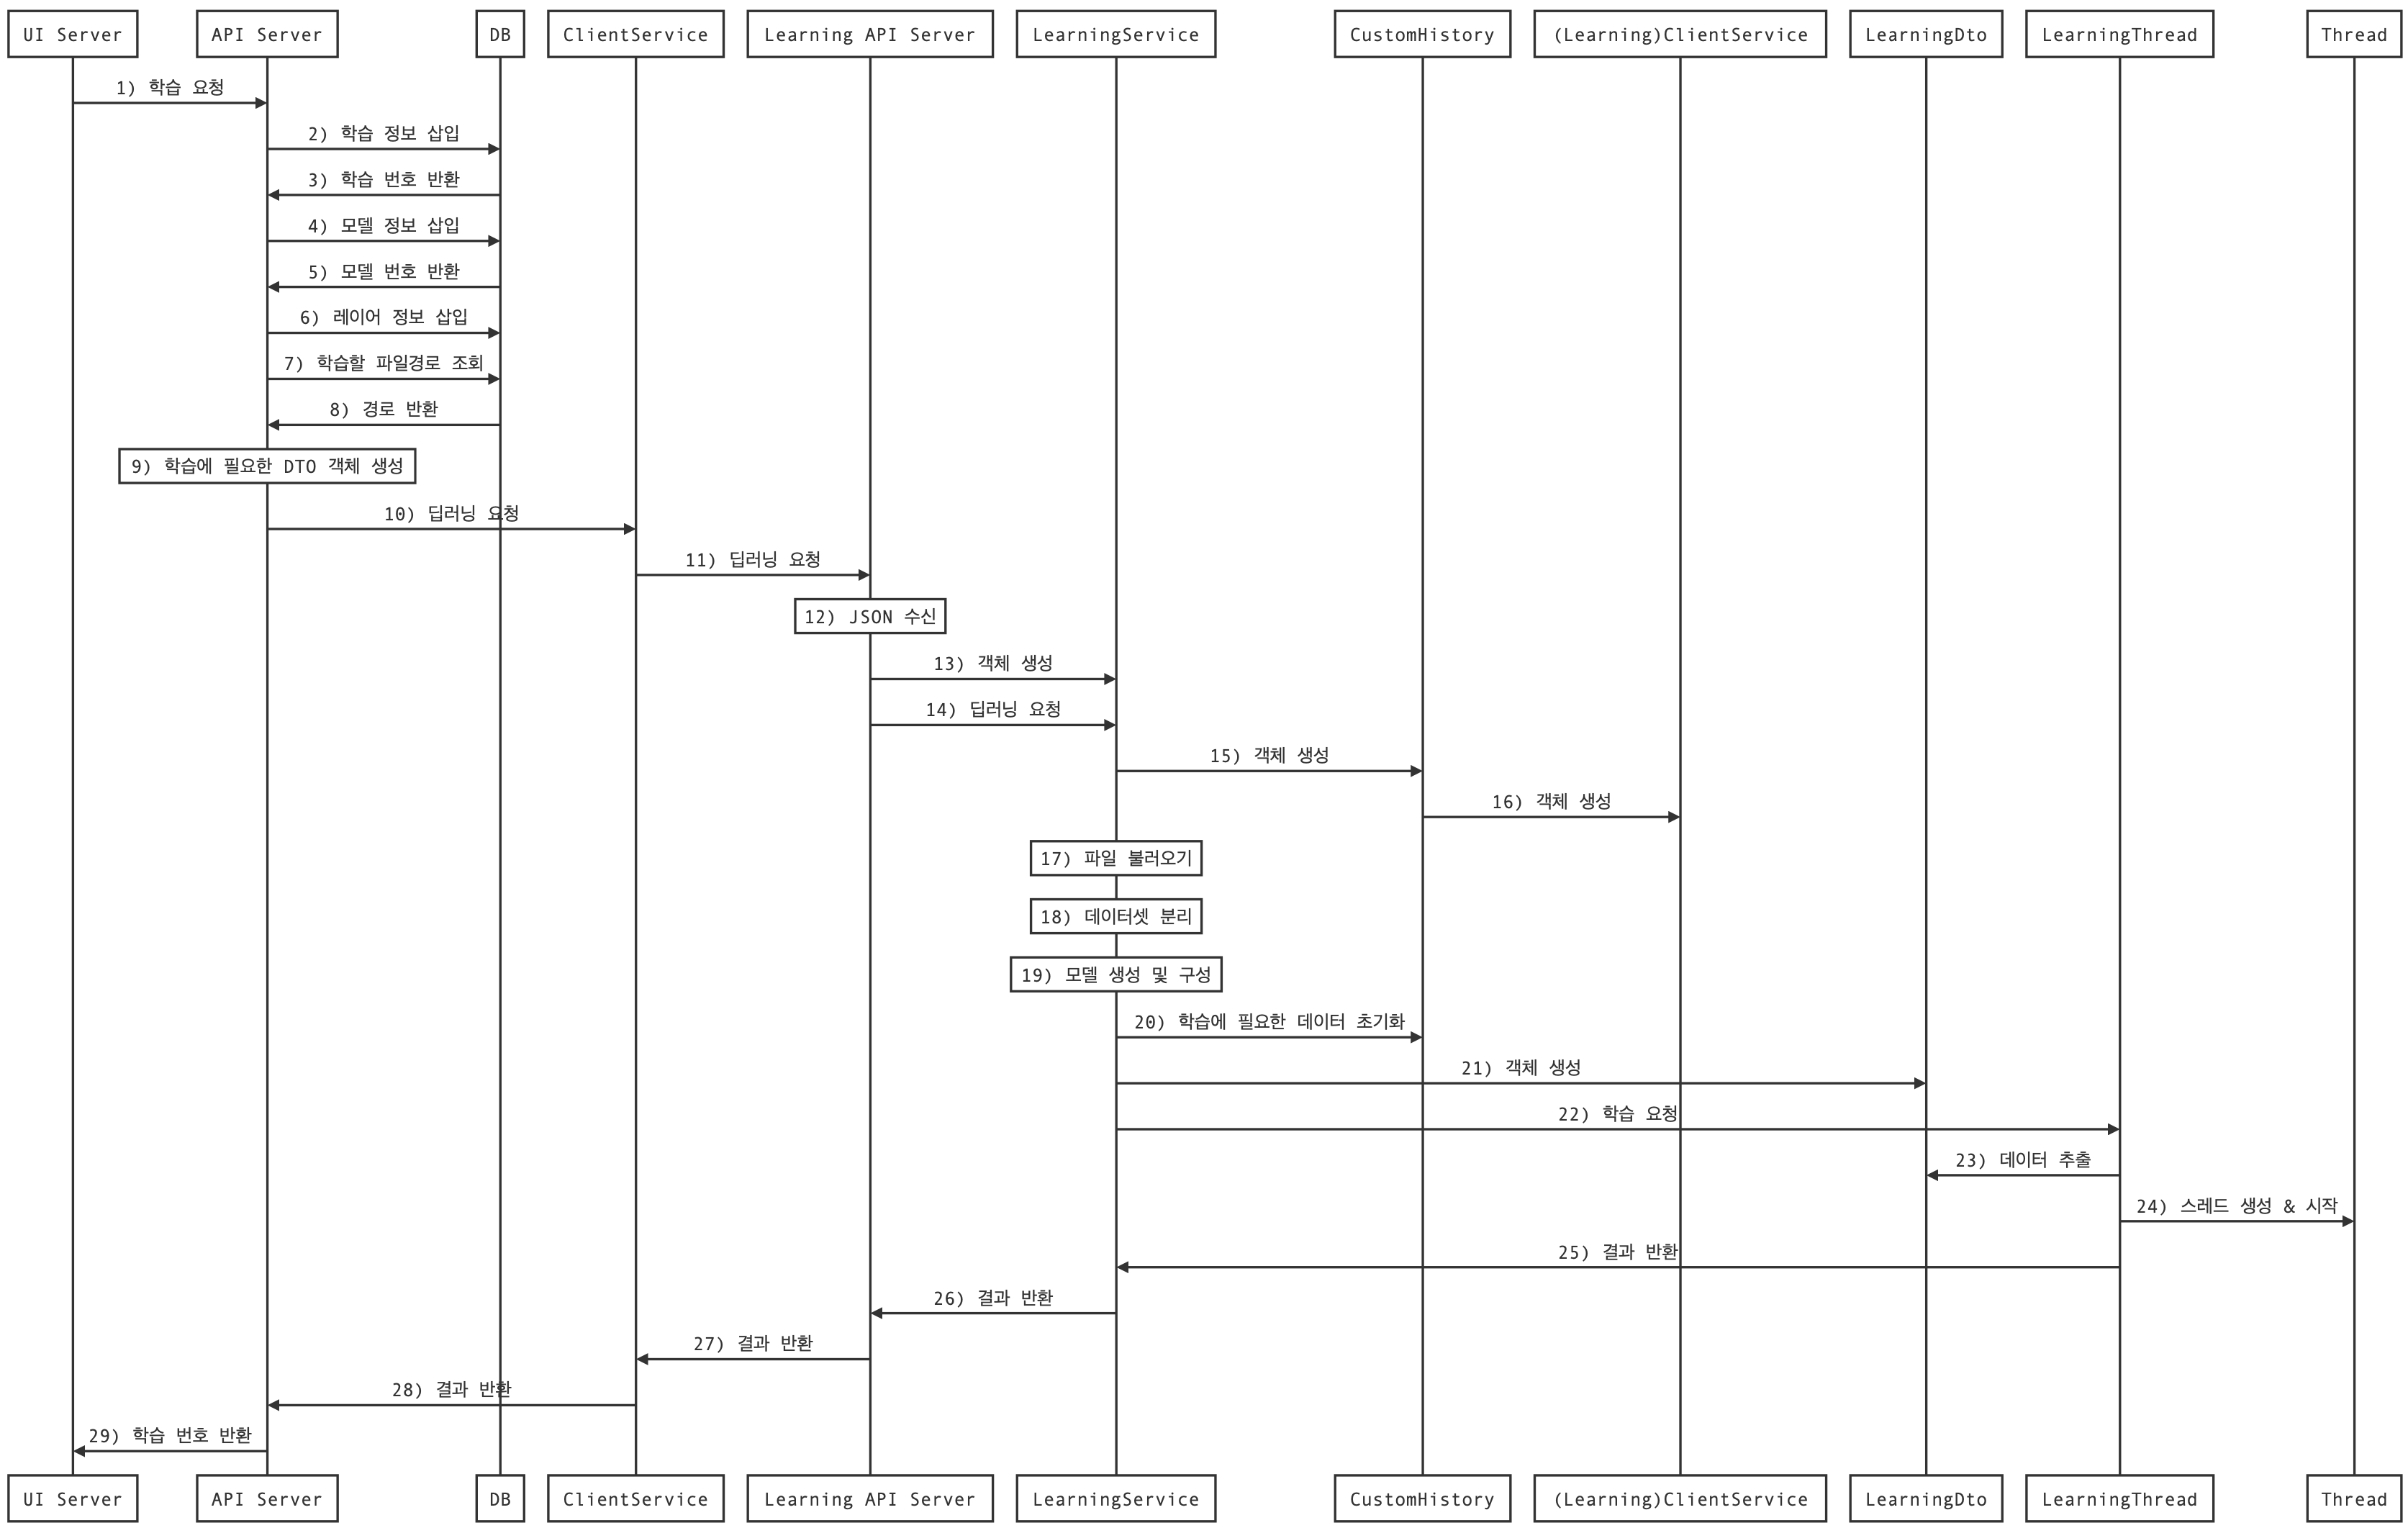 UI Server
API Server
DB
ClientService
Learning API Server
LearningService
CustomHistory
(Learning)ClientService
LearningDto
LearningThread
Thread
1) 학습 요청
2) 학습 정보 삽입
3) 학습 번호 반환
4) 모델 정보 삽입
5) 모델 번호 반환
6) 레이어 정보 삽입
7) 학습할 파일경로 조회
8) 경로 반환
9) 학습에 필요한 DTO 객체 생성
10) 딥러닝 요청
11) 딥러닝 요청
12) JSON 수신
13) 객체 생성
14) 딥러닝 요청
15) 객체 생성
16) 객체 생성
17) 파일 불러오기
18) 데이터셋 분리
19) 모델 생성 및 구성
20) 학습에 필요한 데이터 초기화
21) 객체 생성
22) 학습 요청
23) 데이터 추출
24) 스레드 생성 & 시작
25) 결과 반환
26) 결과 반환
27) 결과 반환
28) 결과 반환
29) 학습 번호 반환
UI Server
API Server
DB
ClientService
Learning API Server
LearningService
CustomHistory
(Learning)ClientService
LearningDto
LearningThread
Thread